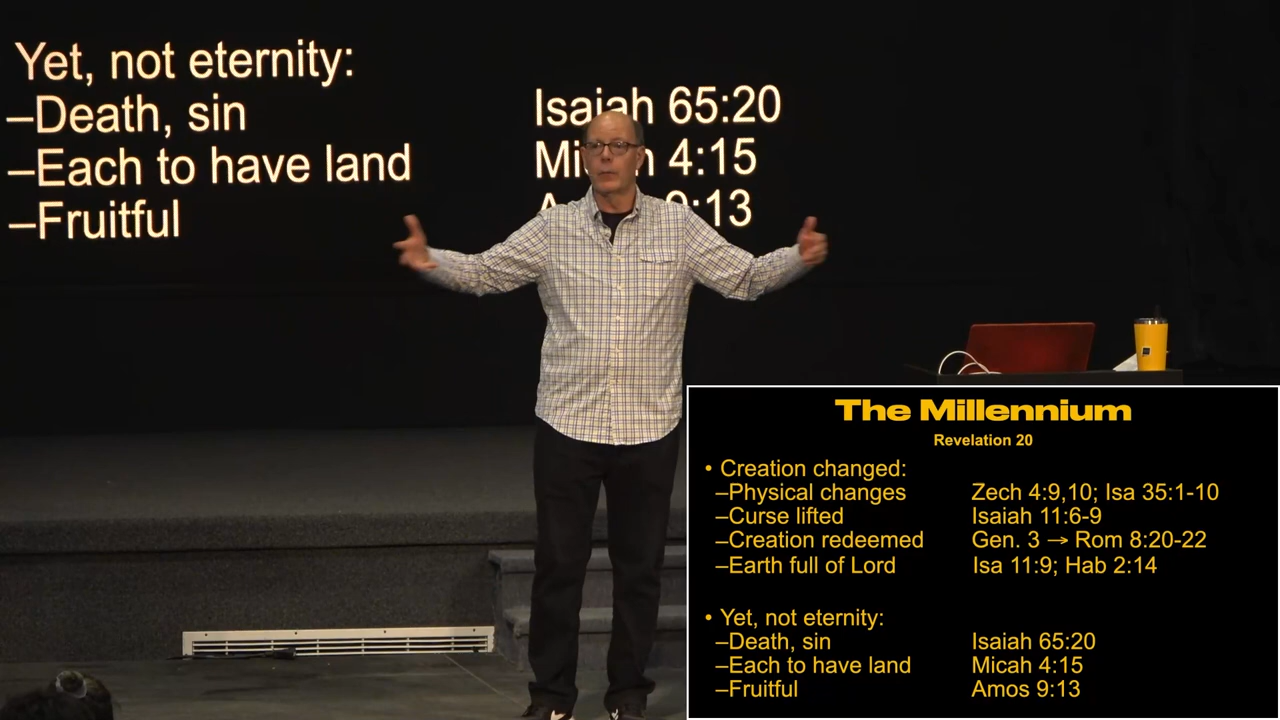 Yet, not eternity:
–Death, sin Isaiah 65:20
–Each to have land 4:15
–Fruitful 9:13
The Millennium
Revelation 20
• Creation changed:
–Physical changes Zech 4:9,10; Isa 35:1-10
–Curse lifted Isaiah 11:6-9
–Creation redeemed Gen. 3 → Rom 8:20-22
–Earth full of Lord Isa 11:9; Hab 2:14
• Yet, not eternity:
–Death, sin Isaiah 65:20
–Each to have land Micah 4:15
–Fruitful Amos 9:13